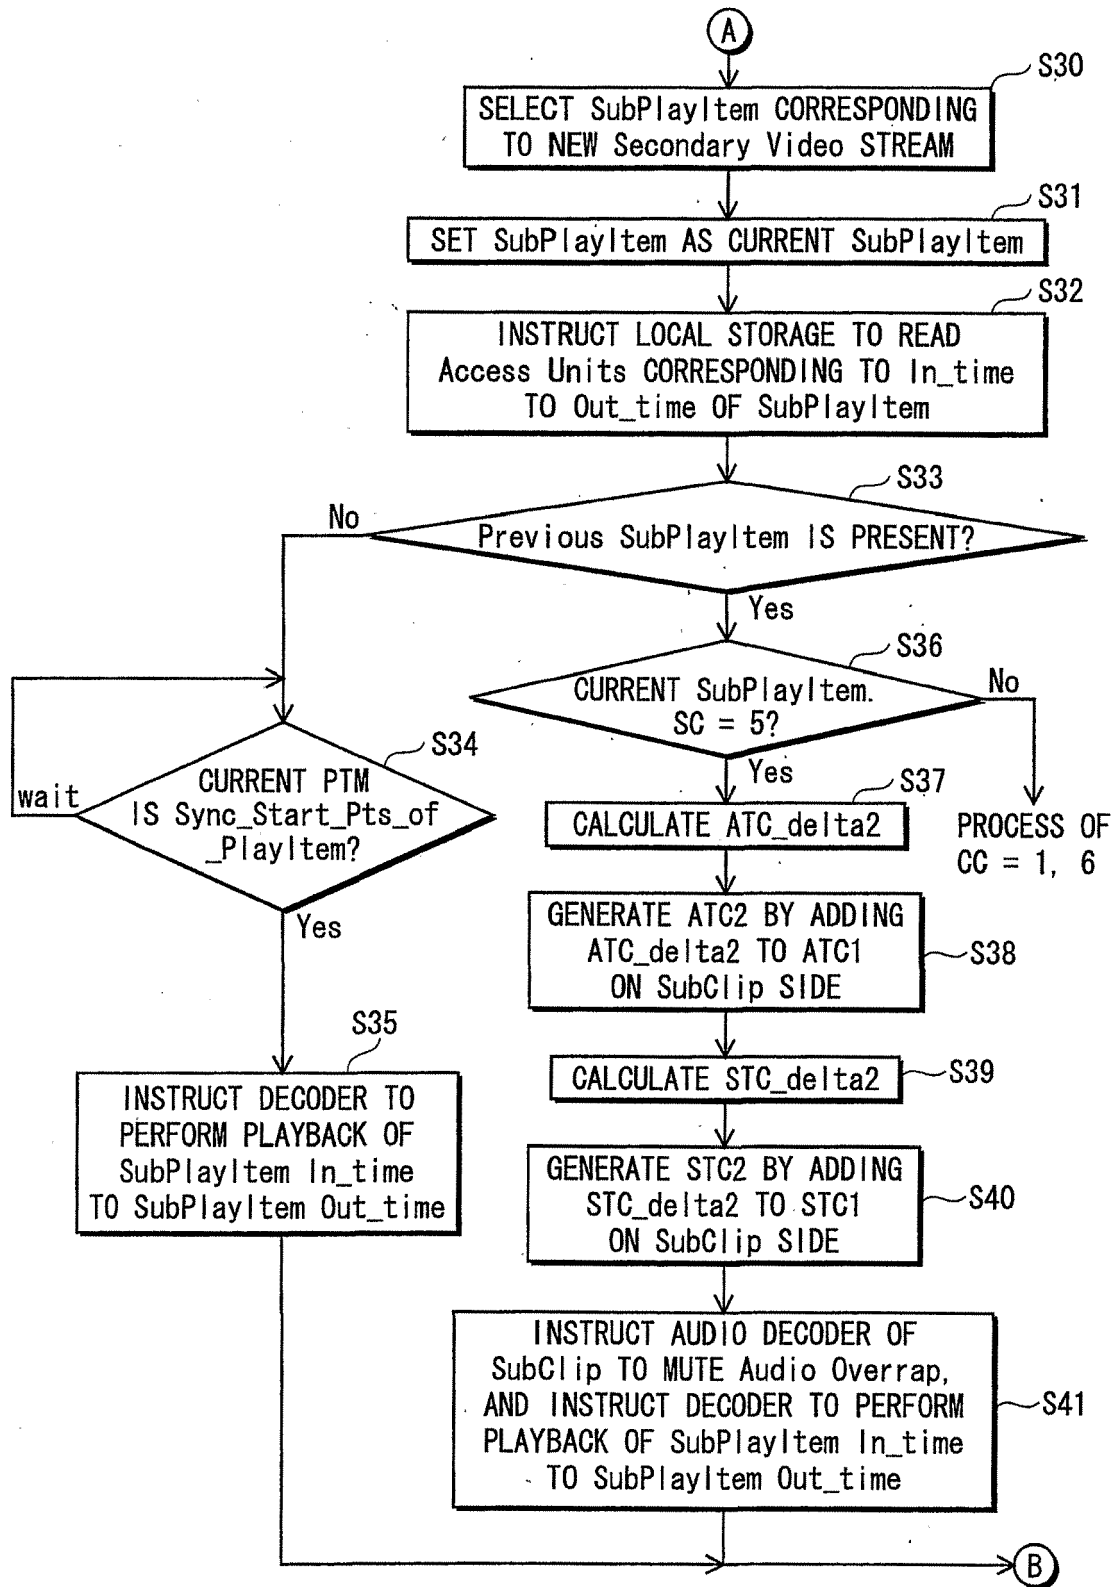 A
S30
SELECT SubPlayItem CORRESPONDING
TO NEW Secondary Video STREAM
S31
SET SubPlayItem AS CURRENT SubPlayItem
S32
INSTRUCT LOCAL STORAGE TO READ
Access Units CORRESPONDING TO In_time
TO Out_time OF SubPlayItem
S33
Previous SubPlayItem IS PRESENT?
No
Yes
S36
CURRENT SubPlayItem.
SC = 5?
No
Yes
PROCESS OF
CC = 1, 6
S34
CURRENT PTM
IS Sync_Start_Pts_of
_PlayItem?
wait
Yes
S35
INSTRUCT DECODER TO
PERFORM PLAYBACK OF
SubPlayItem In_time
TO SubPlayItem Out_time
S37
CALCULATE ATC_delta2
GENERATE ATC2 BY ADDING
ATC_delta2 TO ATC1
ON SubClip SIDE
S38
CALCULATE STC_delta2
S39
GENERATE STC2 BY ADDING
STC_delta2 TO STC1
ON SubClip SIDE
S40
INSTRUCT AUDIO DECODER OF
SubClip TO MUTE Audio Overrap,
AND INSTRUCT DECODER TO PERFORM
PLAYBACK OF SubPlayItem In_time
TO SubPlayItem Out_time
S41
B